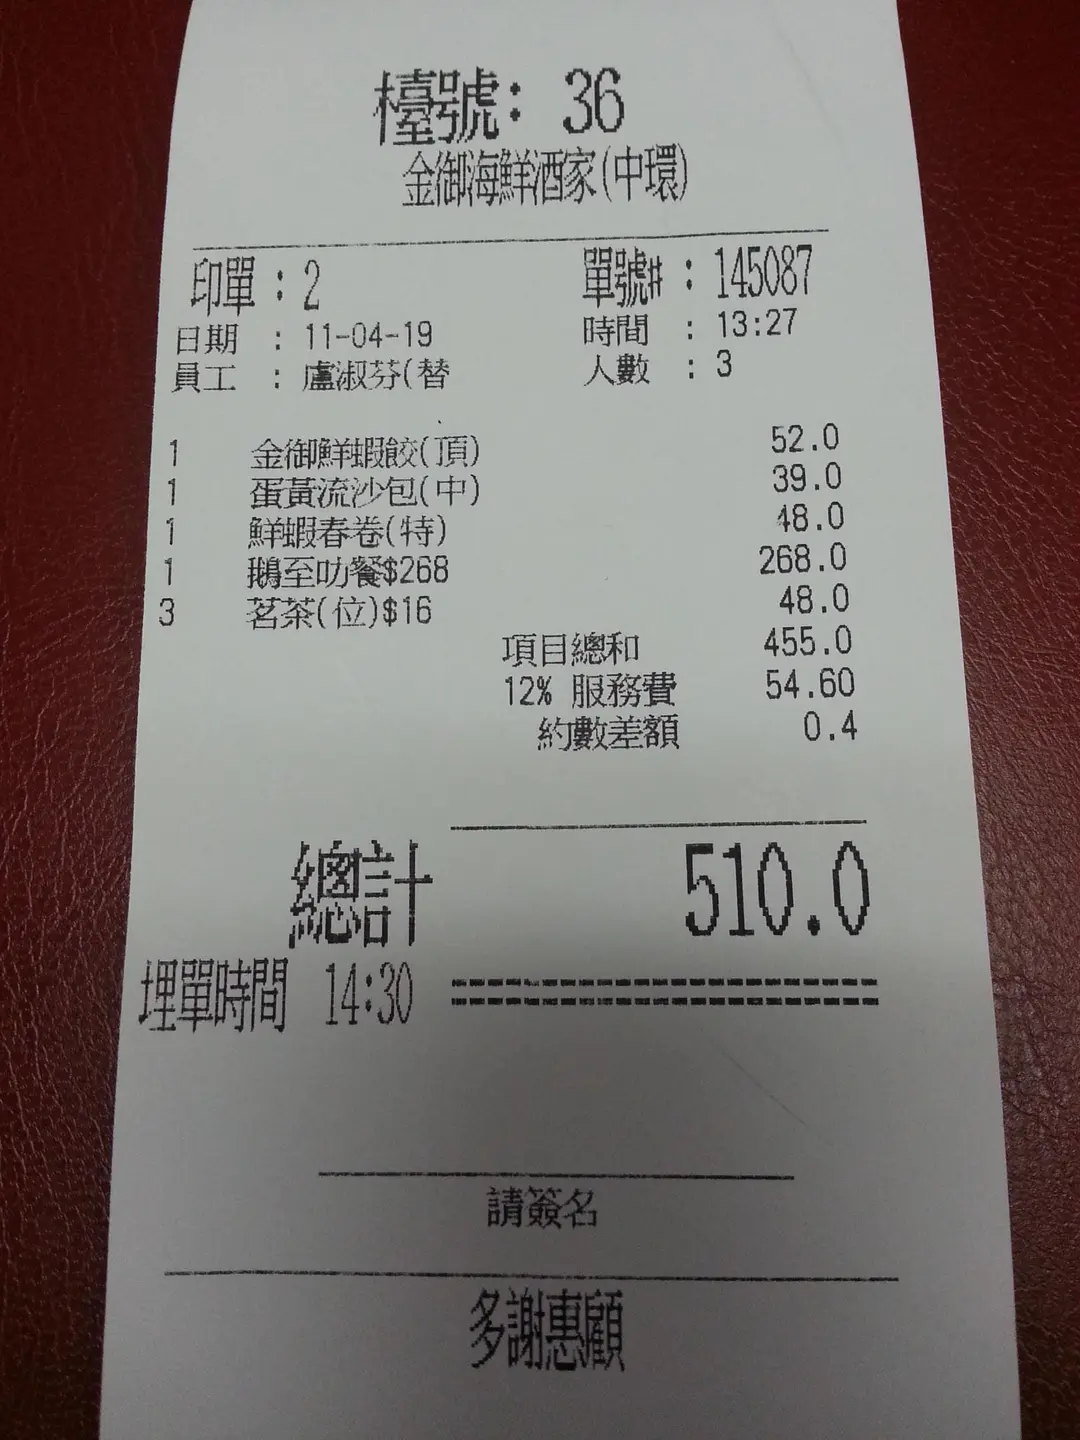 檯號: 36
金御海鮮酒家(中環)
印單 : 2 單號# : 145087
日期 : 11-04-19 時間 : 13:27
員工 : 盧淑芬(替 人數 : 3
1 金御鮮蝦餃(頂) 52.0
1 蛋黃流沙包(中) 39.0
1 鮮蝦春卷(特) 48.0
1 鵝至叻餐$268 268.0
3 茗茶(位)$16 48.0
項目總和 455.0
12% 服務費 54.60
約數差額 0.4
總計 510.0
埋單時間 14:30 ==========================
請簽名
多謝惠顧